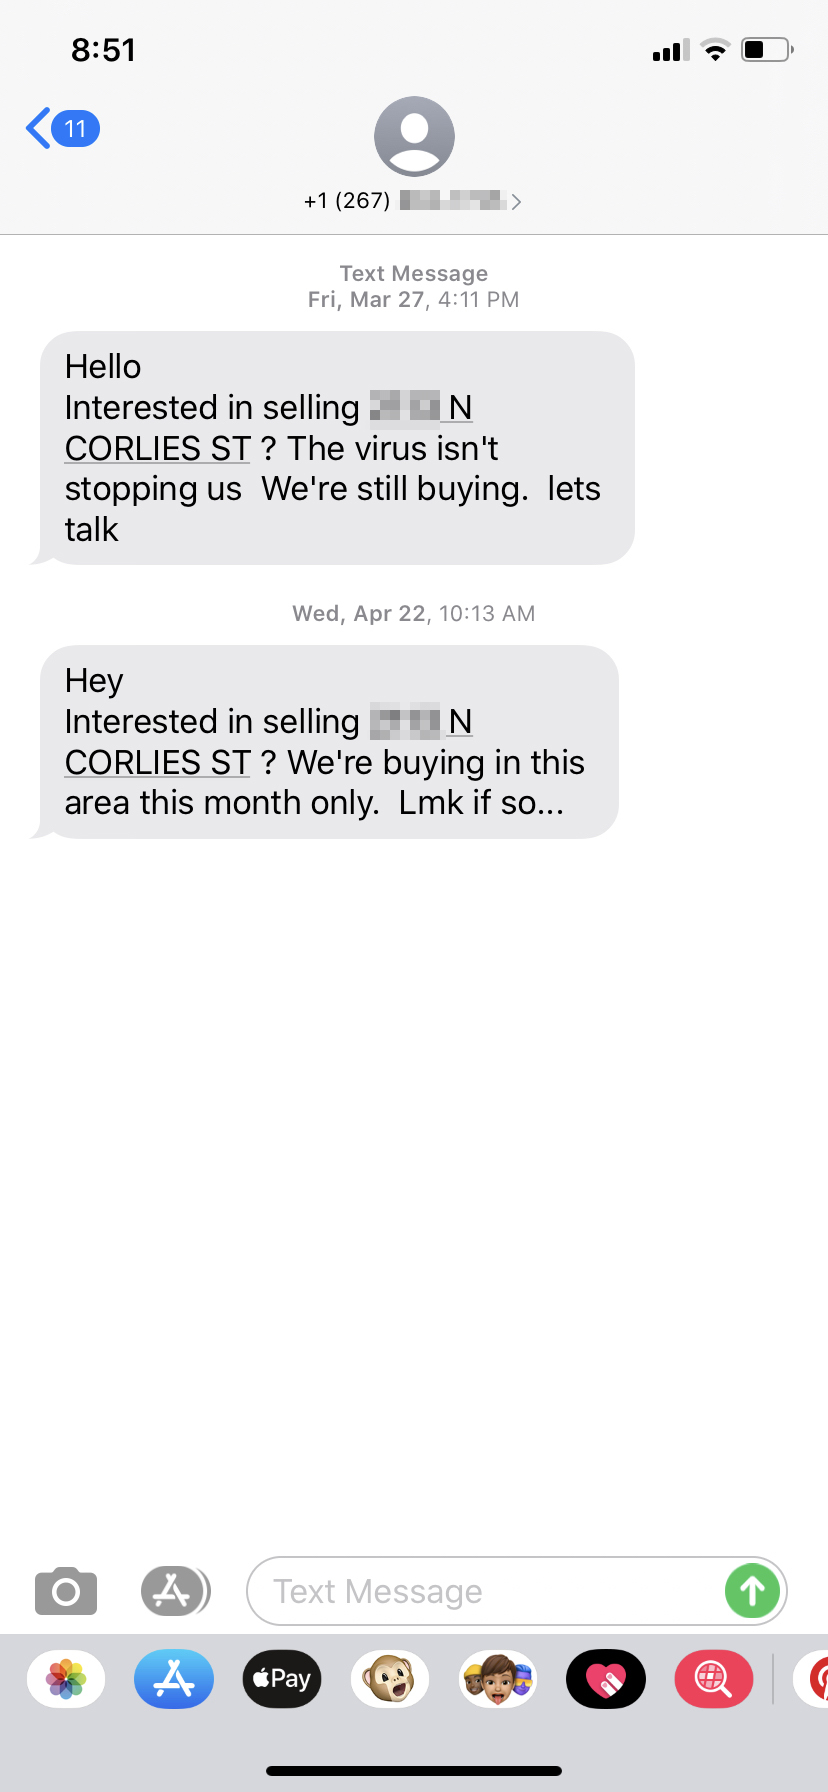 8:51
11
+1 (267)
Text Message
Fri, Mar 27, 4:11 PM
Hello
Interested in selling N
CORLIES ST ? The virus isn't
stopping us  We're still buying.  lets
talk
Wed, Apr 22, 10:13 AM
Hey
Interested in selling N
CORLIES ST ? We're buying in this
area this month only.  Lmk if so...
Text Message
Pay